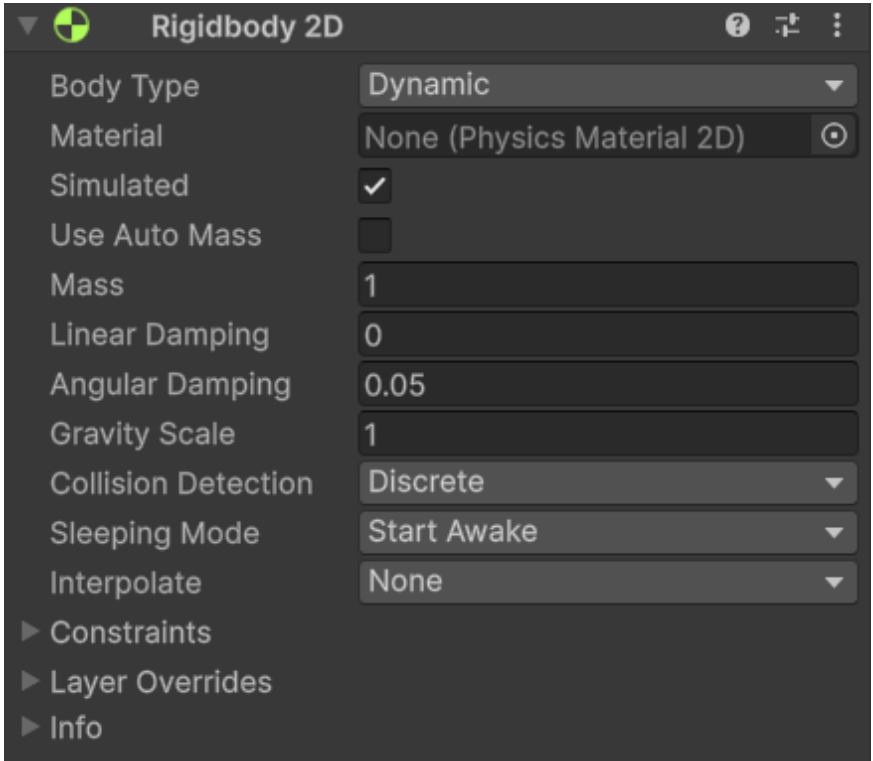 Rigidbody 2D
Body Type Dynamic
Material None (Physics Material 2D)
Simulated
Use Auto Mass
Mass 1
Linear Damping 0
Angular Damping 0.05
Gravity Scale 1
Collision Detection Discrete
Sleeping Mode Start Awake
Interpolate None
Constraints
Layer Overrides
Info